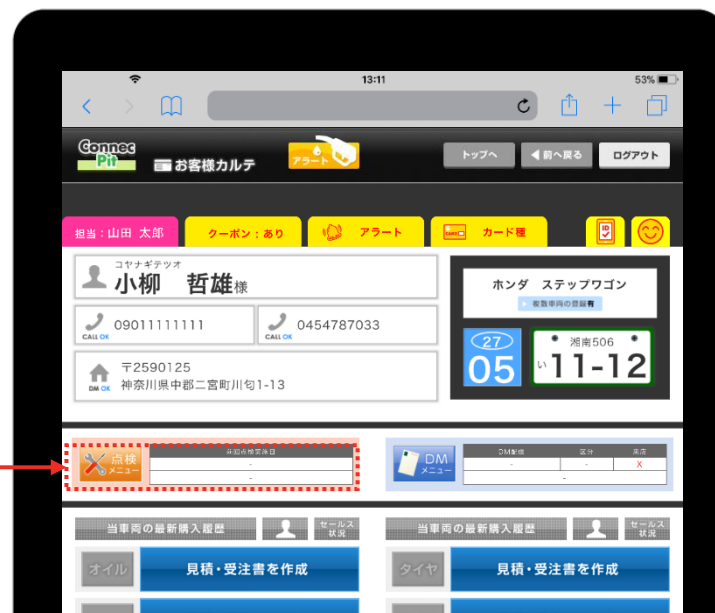 13:11
53%
Connec
Pit
お客様カルテ
アラート
トップへ
◀前へ戻る
ログアウト
担当：山田 太郎
クーポン：あり
アラート
カード種
ID
コヤナギテツオ
小柳 哲雄様
09011111111
CALL OK
0454787033
CALL OK
〒2590125
神奈川県中郡二宮町川匂1-13
DM OK
ホンダ ステップワゴン
複数車両の登録有
27
05
湘南506
い 11-12
点検
メニュー
前回点検実施日
-
-
DM
メニュー
DM配信 区分 来店
- - X
-
当車両の最新購入履歴
セールス
状況
当車両の最新購入履歴
セールス
状況
オイル
見積・受注書を作成
タイヤ
見積・受注書を作成